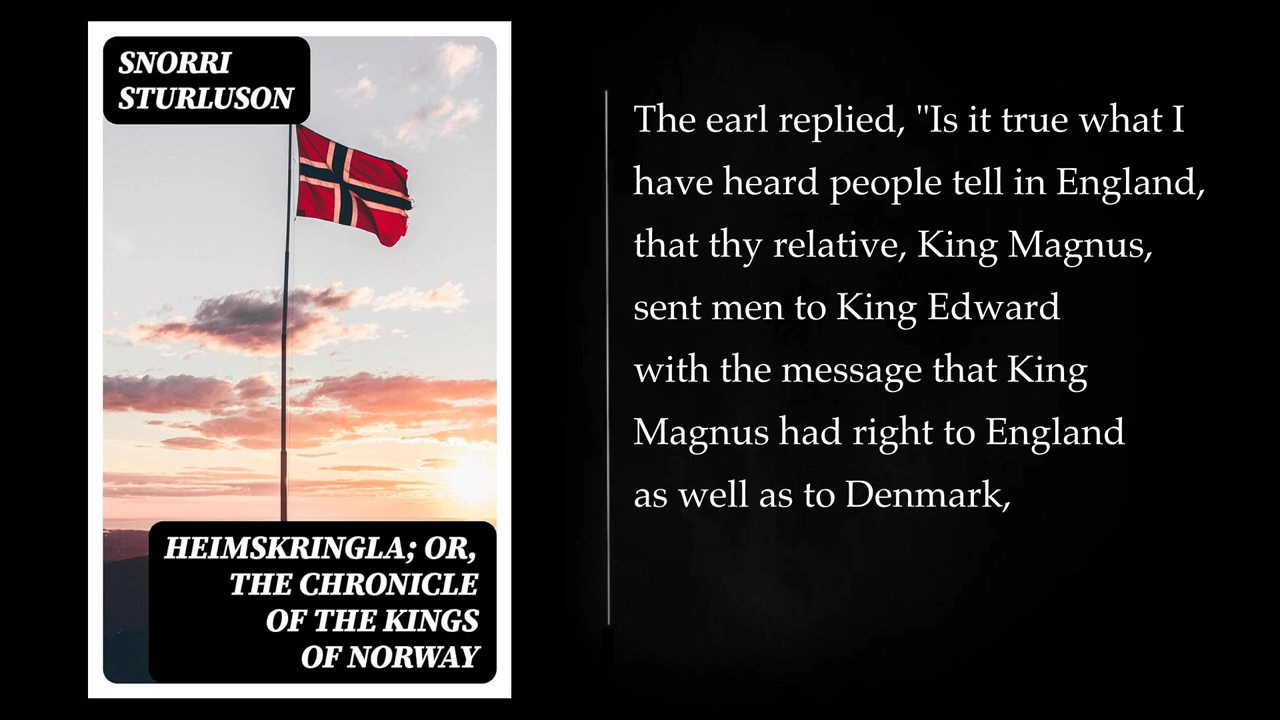 SNORRI
STURLUSON
HEIMSKRINGLA; OR,
THE CHRONICLE
OF THE KINGS
OF NORWAY
The earl replied, "Is it true what I
have heard people tell in England,
that thy relative, King Magnus,
sent men to King Edward
with the message that King
Magnus had right to England
as well as to Denmark,